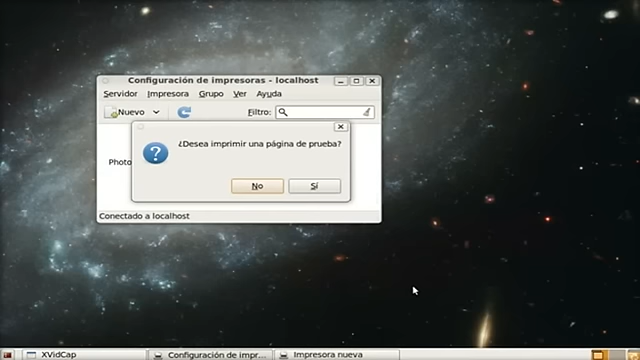 Configuración de impresoras - localhost
Servidor Impresora Grupo Ver Ayuda
Nuevo Filtro:
¿Desea imprimir una página de prueba?
Photo
No Sí
Conectado a localhost
XVidCap Configuración de impr... Impresora nueva